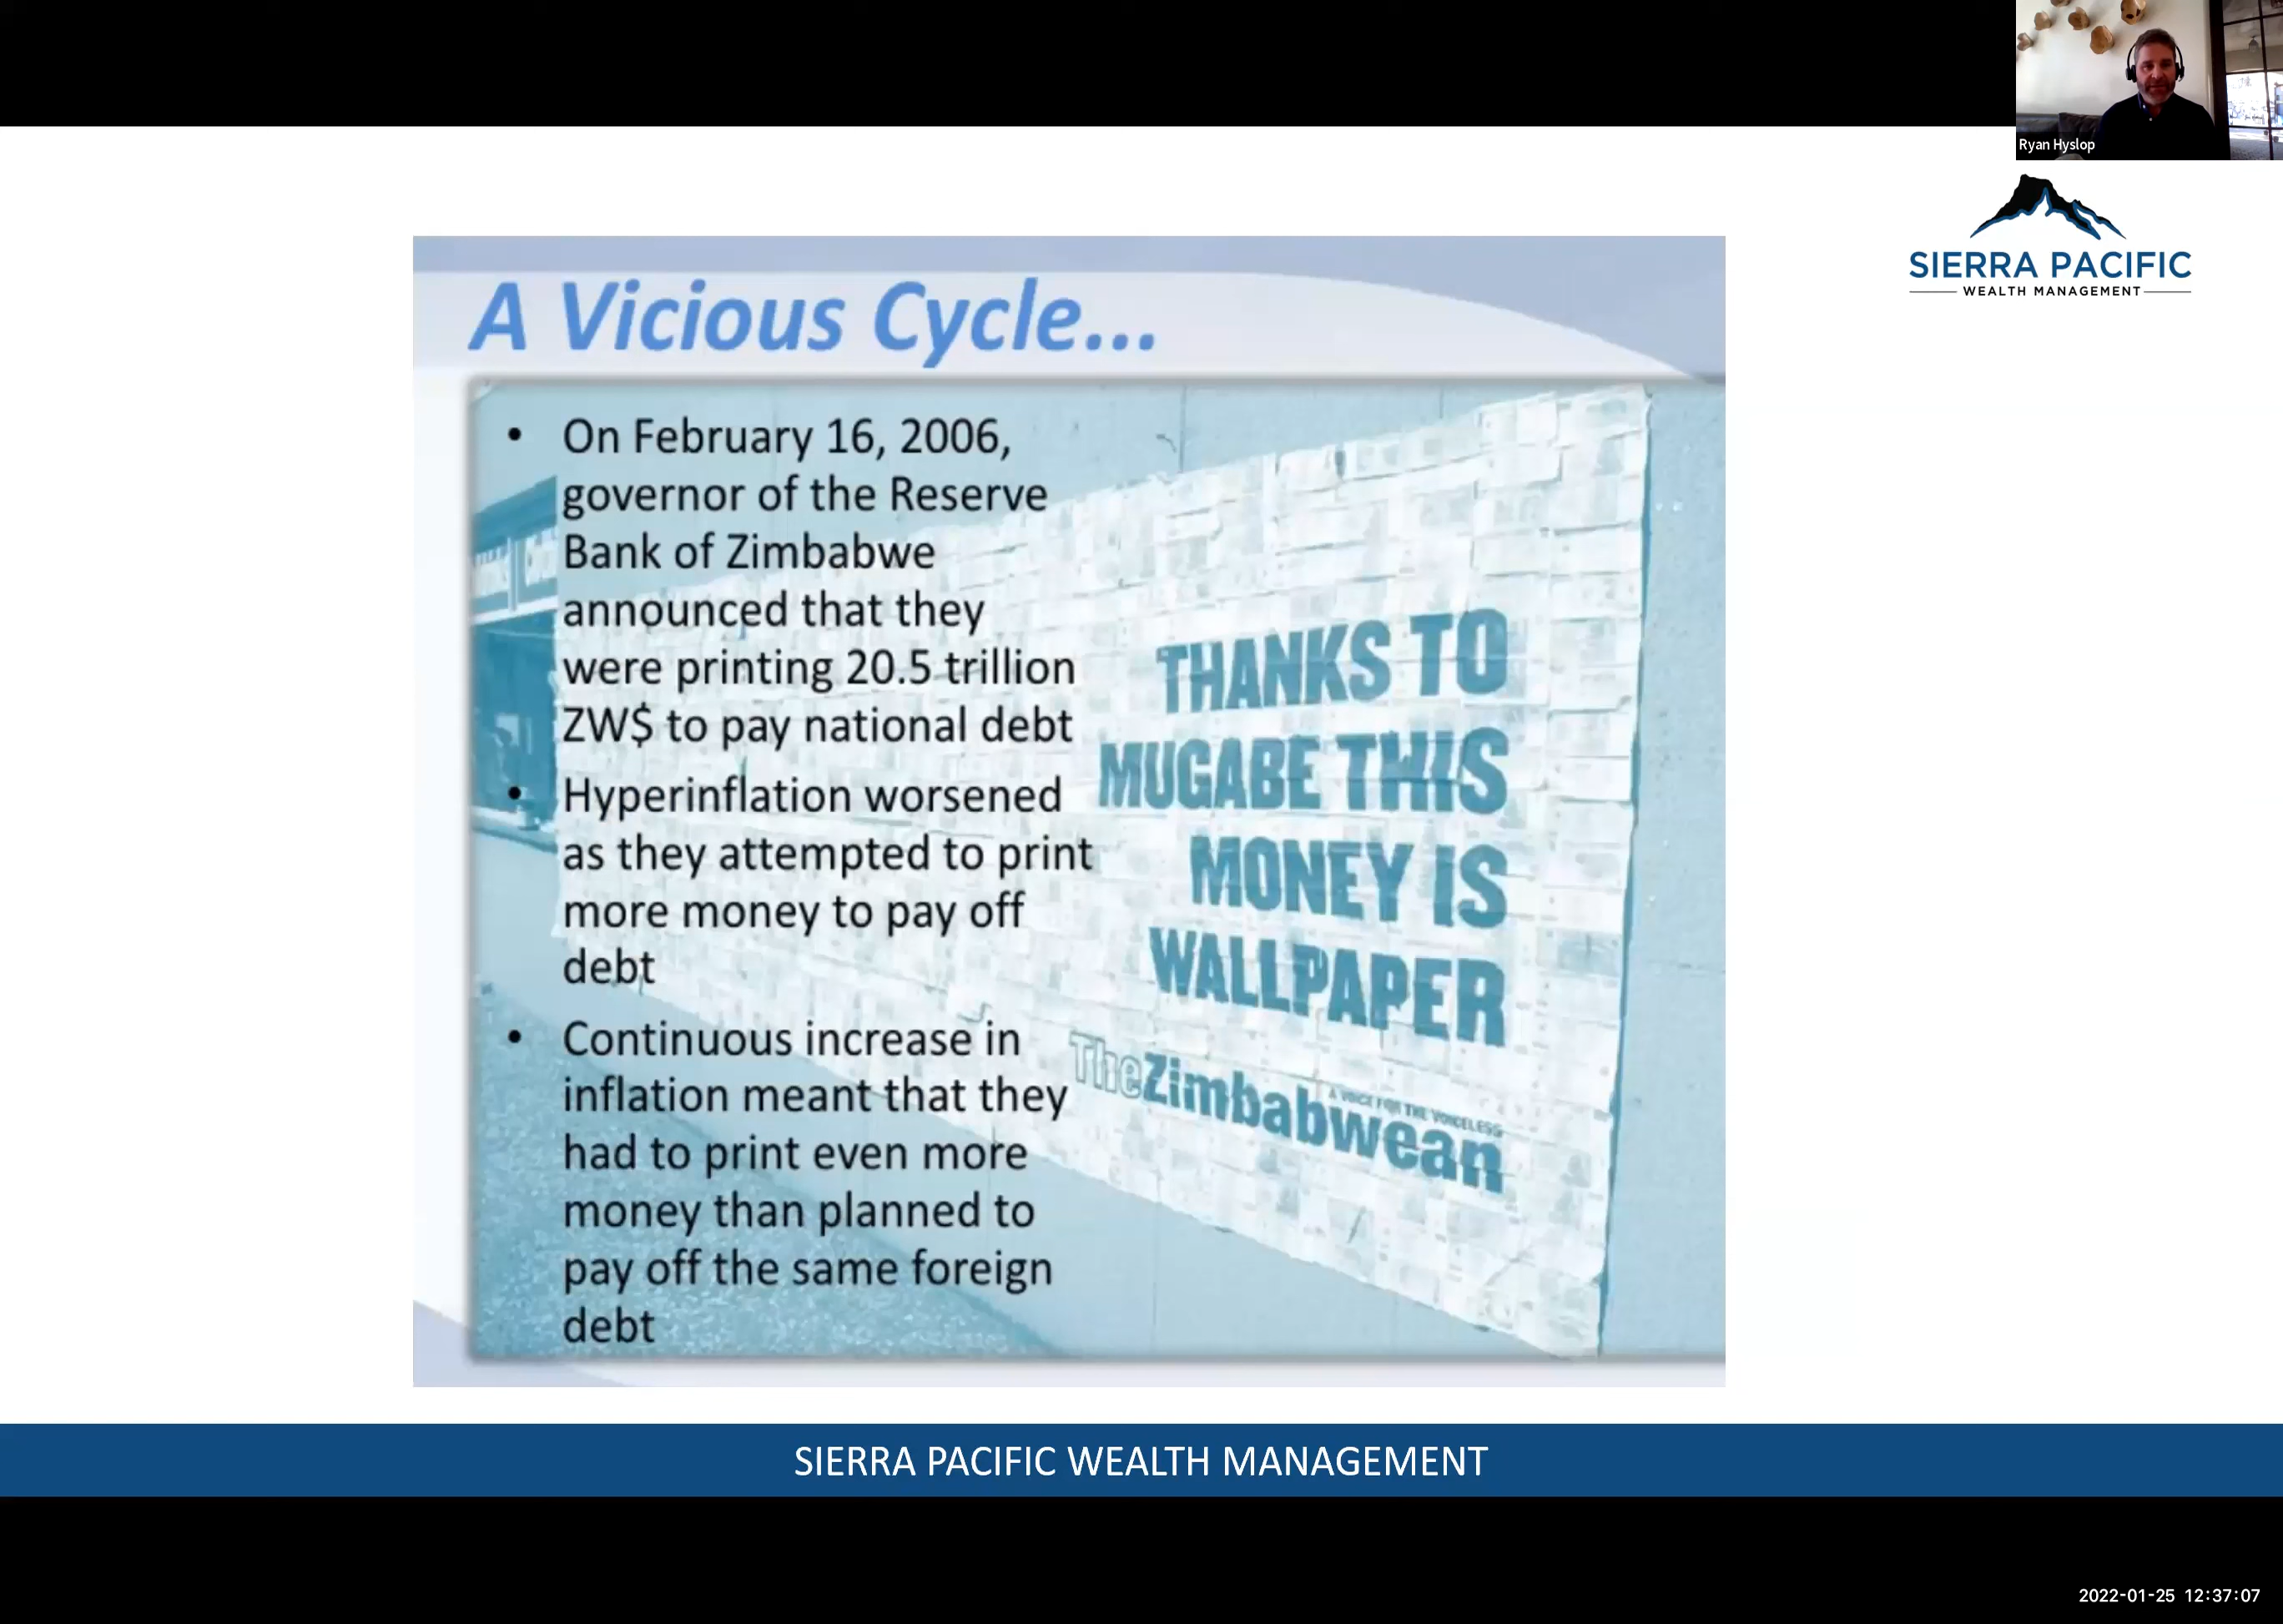 Ryan Hyslop
SIERRA PACIFIC
WEALTH MANAGEMENT
A Vicious Cycle...
• On February 16, 2006,
governor of the Reserve
Bank of Zimbabwe
announced that they
were printing 20.5 trillion
ZW$ to pay national debt
• Hyperinflation worsened
as they attempted to print
more money to pay off
debt
• Continuous increase in
inflation meant that they
had to print even more
money than planned to
pay off the same foreign
debt
THANKS TO
MUGABE THIS
MONEY IS
WALLPAPER
TheZimbabwean
A VOICE FOR THE VOICELESS
SIERRA PACIFIC WEALTH MANAGEMENT
2022-01-25 12:37:07